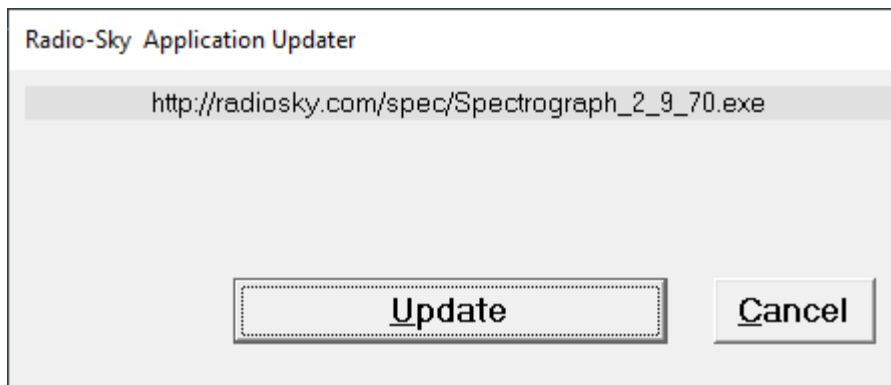 Radio-Sky Application Updater
http://radiosky.com/spec/Spectrograph_2_9_70.exe
Update
Cancel